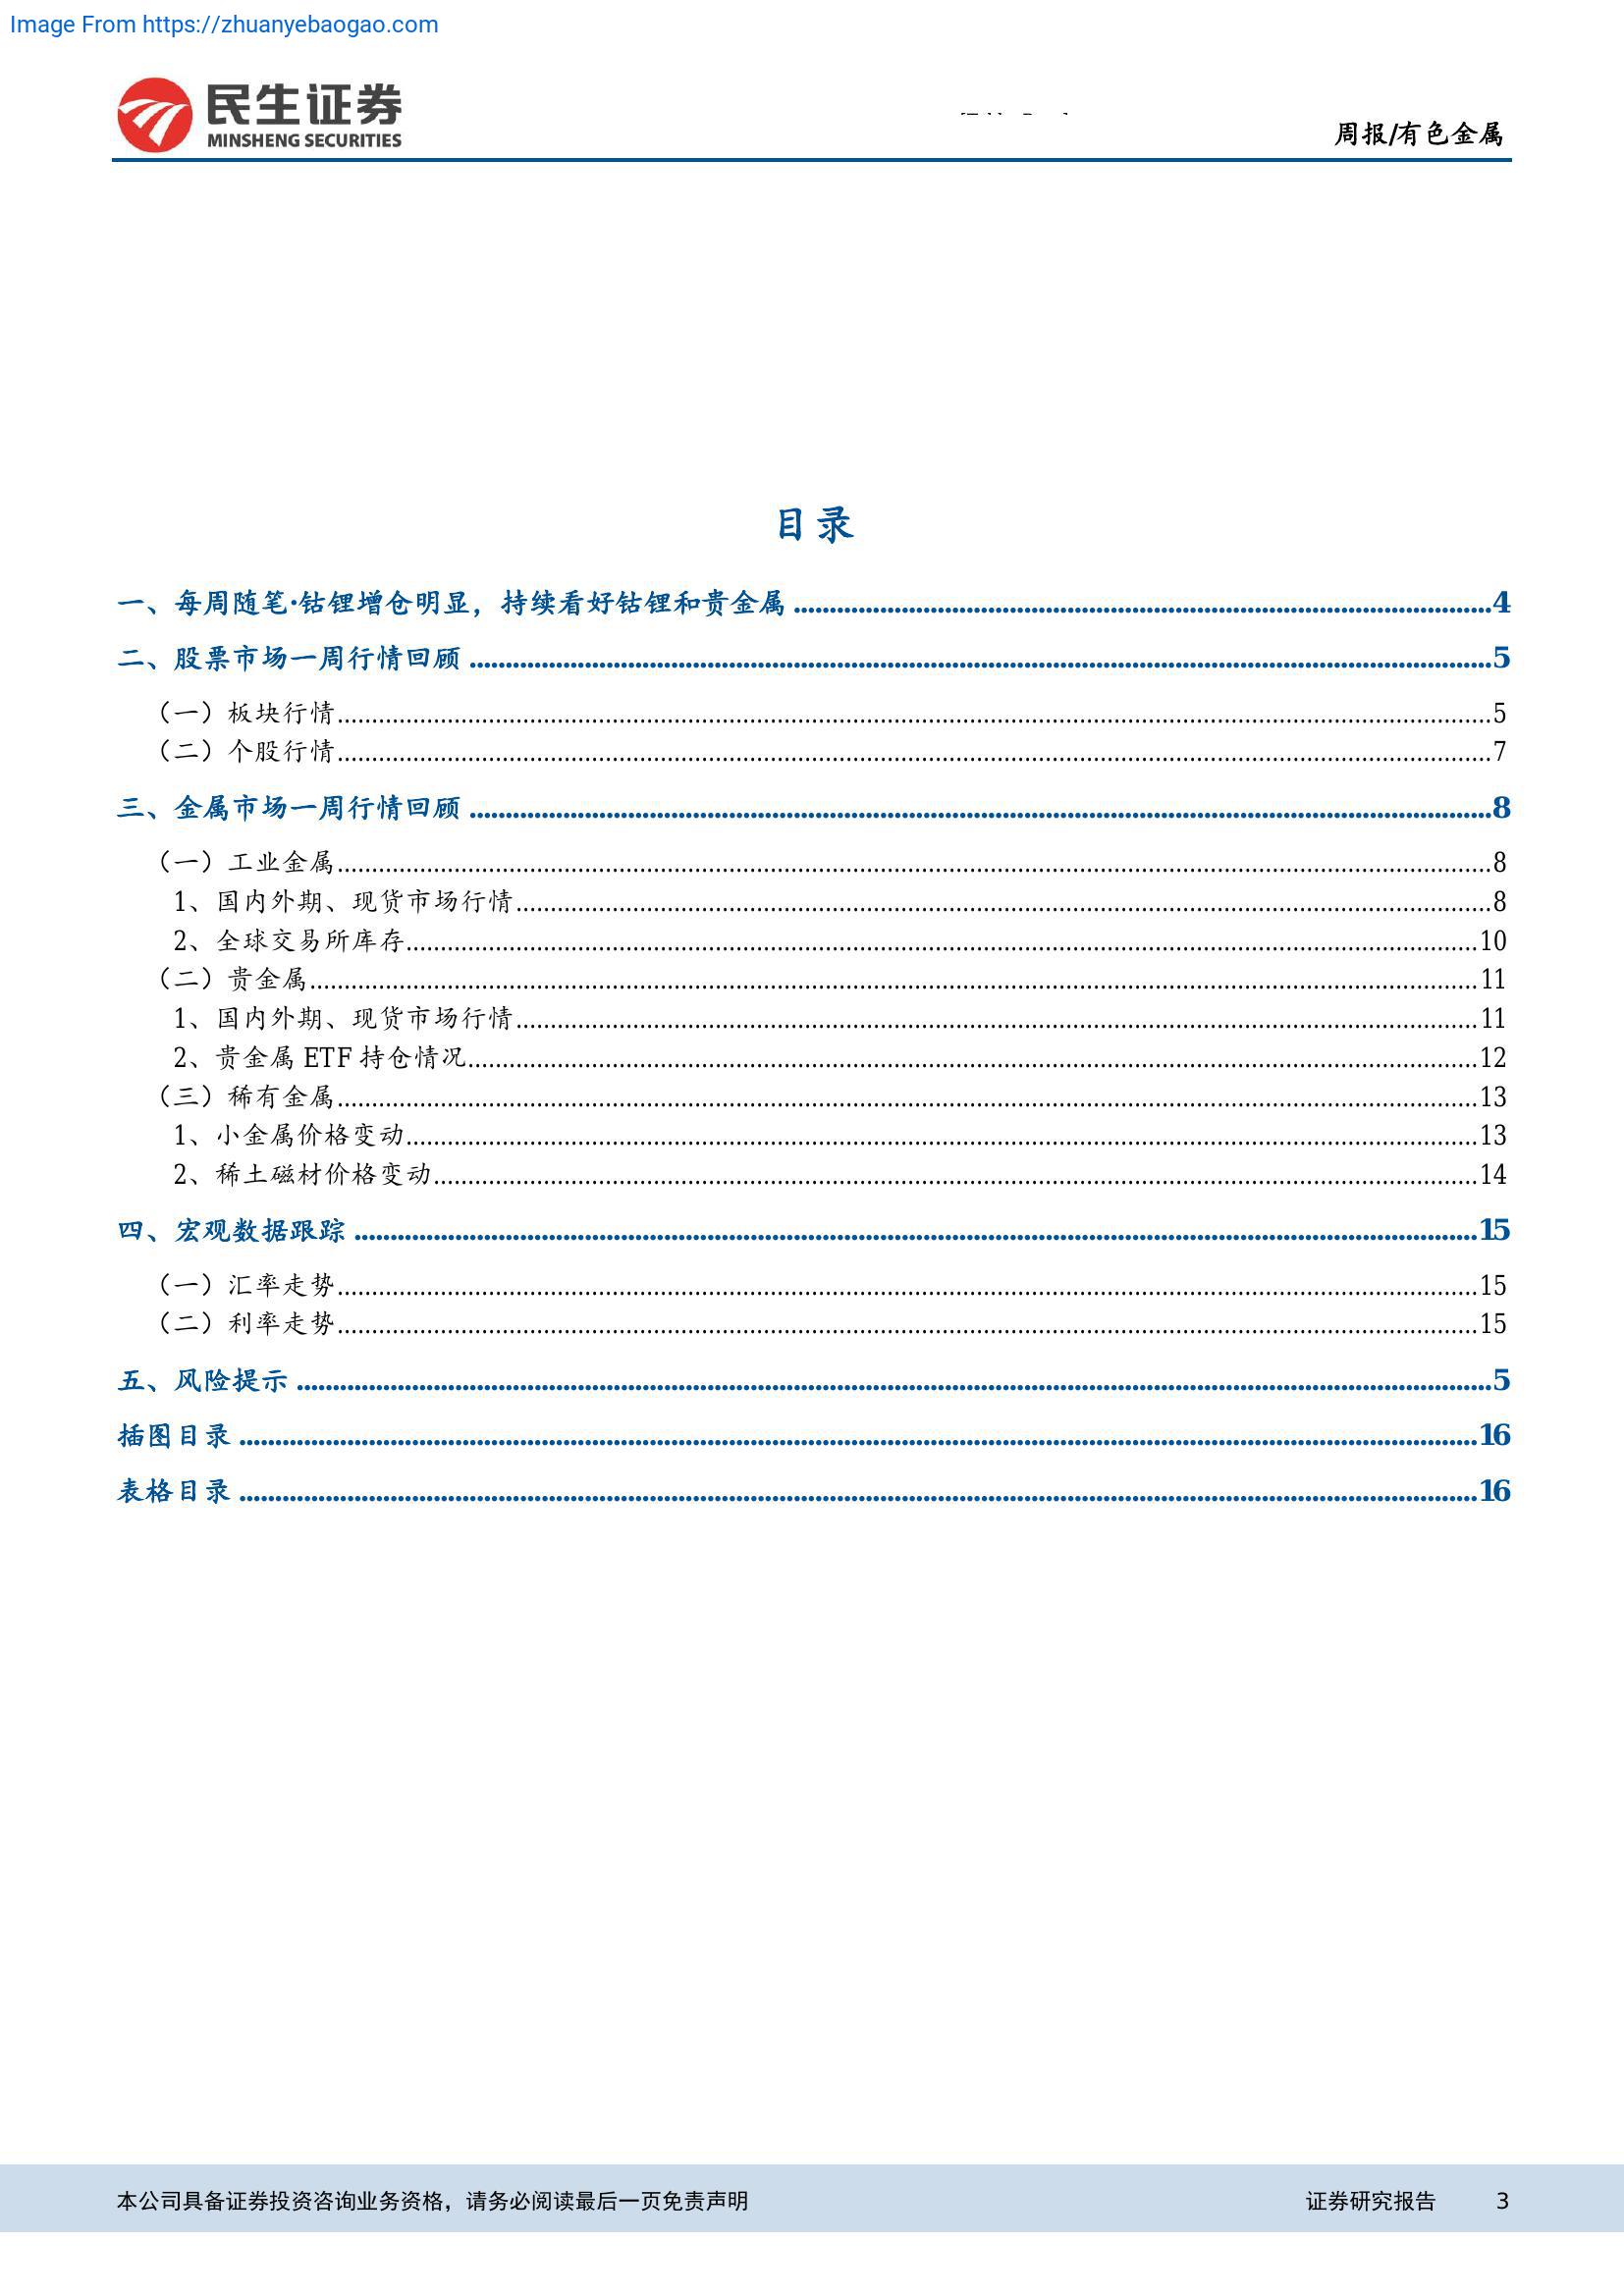 Image From https://zhuanyebaogao.com
民生证券
MINSHENG SECURITIES
周报/有色金属
目录
一、每周随笔·钴锂增仓明显，持续看好钴锂和贵金属 4
二、股票市场一周行情回顾 5
（一）板块行情 5
（二）个股行情 7
三、金属市场一周行情回顾 8
（一）工业金属 8
1、国内外期、现货市场行情 8
2、全球交易所库存 10
（二）贵金属 11
1、国内外期、现货市场行情 11
2、贵金属 ETF 持仓情况 12
（三）稀有金属 13
1、小金属价格变动 13
2、稀土磁材价格变动 14
四、宏观数据跟踪 15
（一）汇率走势 15
（二）利率走势 15
五、风险提示 5
插图目录 16
表格目录 16
本公司具备证券投资咨询业务资格，请务必阅读最后一页免责声明 证券研究报告 3